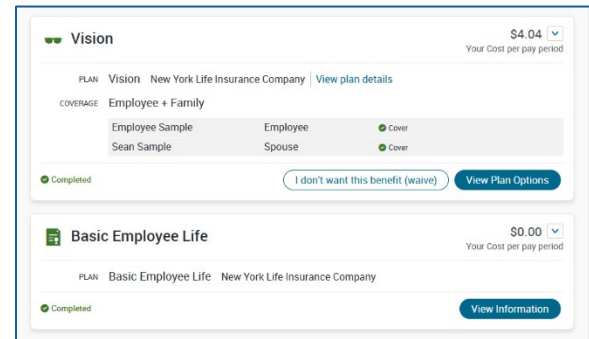 Vision
$4.04
Your Cost per pay period
PLAN Vision New York Life Insurance Company View plan details
COVERAGE Employee + Family
Employee Sample Employee Cover
Sean Sample Spouse Cover
Completed I don't want this benefit (waive) View Plan Options
Basic Employee Life
$0.00
Your Cost per pay period
PLAN Basic Employee Life New York Life Insurance Company
Completed View Information